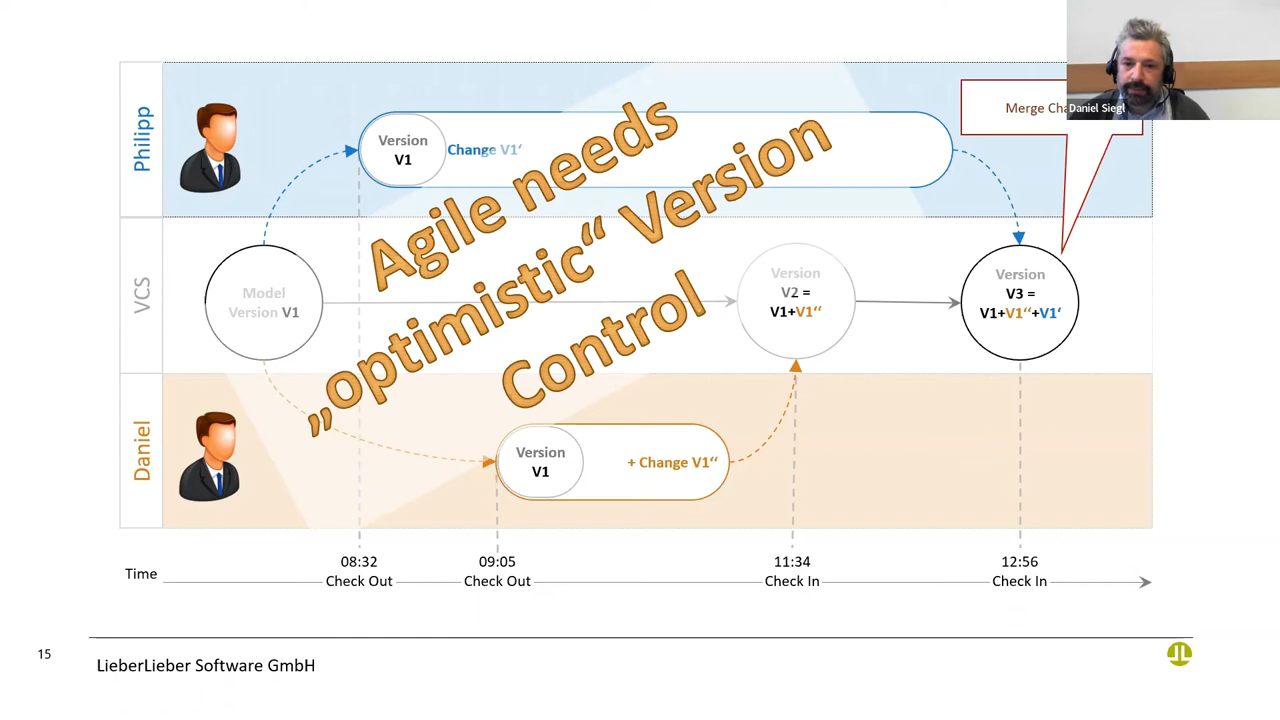 Philipp
Version
V1
Change V1‘
Merge
Daniel Siegl
Agile needs
„optimistic“ Version
Control
VCS
Model
Version V1
Version
V2 =
V1+V1‘‘
Version
V3 =
V1+V1‘‘+V1‘
Daniel
Version
V1
+ Change V1‘‘
Time
08:32
Check Out
09:05
Check Out
11:34
Check In
12:56
Check In
15
LieberLieber Software GmbH